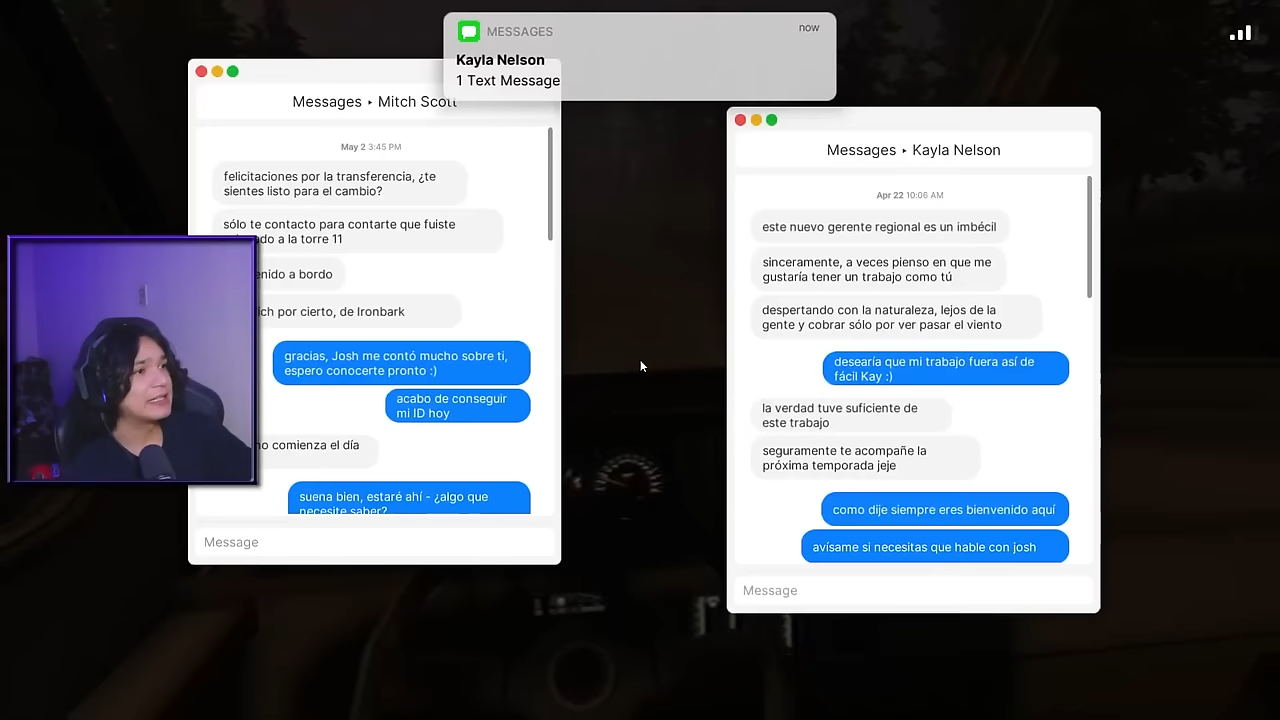 MESSAGES
now
Kayla Nelson
1 Text Message
Messages ‣ Mitch Scott
May 2 3:45 PM
felicitaciones por la transferencia, ¿te
sientes listo para el cambio?
sólo te contacto para contarte que fuiste
a la torre 11
a bordo
por cierto, de Ironbark
gracias, Josh me contó mucho sobre ti,
espero conocerte pronto :)
acabo de conseguir
mi ID hoy
comienza el día
suena bien, estaré ahí - ¿algo que
necesite saber?
Message
Messages ‣ Kayla Nelson
Apr 22 10:06 AM
este nuevo gerente regional es un imbécil
sinceramente, a veces pienso en que me
gustaría tener un trabajo como tú
despertando con la naturaleza, lejos de la
gente y cobrar sólo por ver pasar el viento
desearía que mi trabajo fuera así de
fácil Kay :)
la verdad tuve suficiente de
este trabajo
seguramente te acompañe la
próxima temporada jeje
como dije siempre eres bienvenido aquí
avísame si necesitas que hable con josh
Message